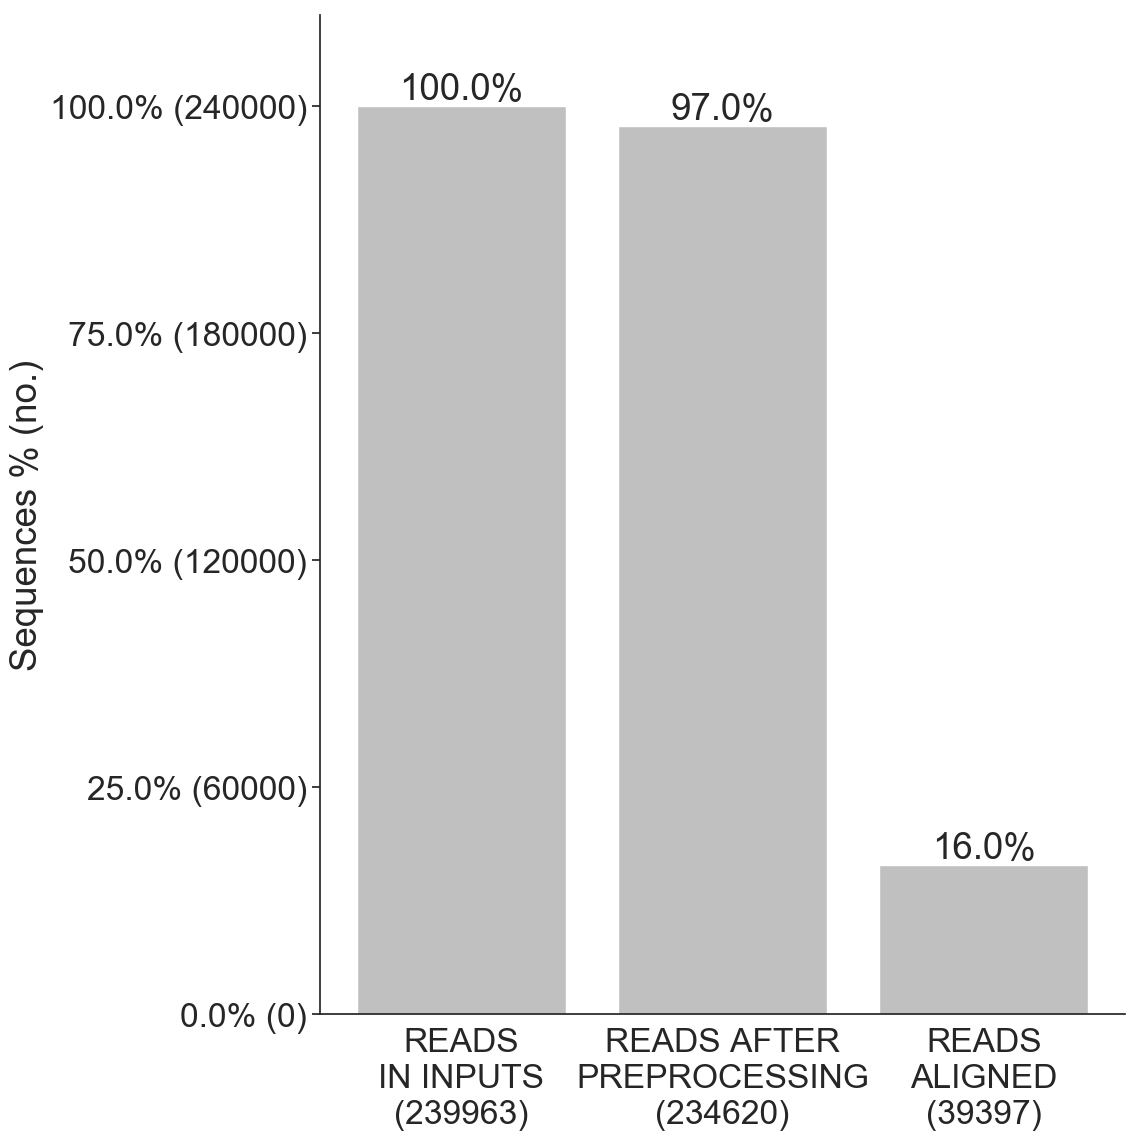 Sequences % (no.)
100.0% (240000)
75.0% (180000)
50.0% (120000)
25.0% (60000)
0.0% (0)
100.0%
97.0%
16.0%
READS
IN INPUTS
(239963)
READS AFTER
PREPROCESSING
(234620)
READS
ALIGNED
(39397)